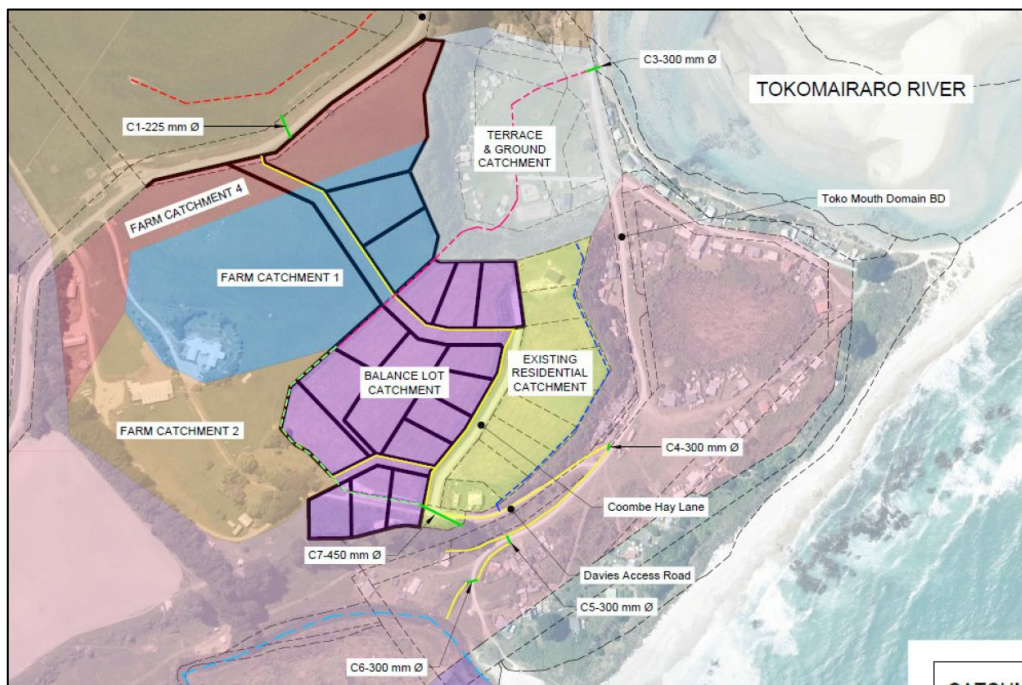 C3-300 mm Ø
TOKOMAIRARO RIVER
C1-225 mm Ø
TERRACE
& GROUND
CATCHMENT
Toko Mouth Domain BD
FARM CATCHMENT 4
FARM CATCHMENT 1
BALANCE LOT
CATCHMENT
EXISTING
RESIDENTIAL
CATCHMENT
FARM CATCHMENT 2
C4-300 mm Ø
Coombe Hay Lane
C7-450 mm Ø
Davies Access Road
C5-300 mm Ø
C6-300 mm Ø